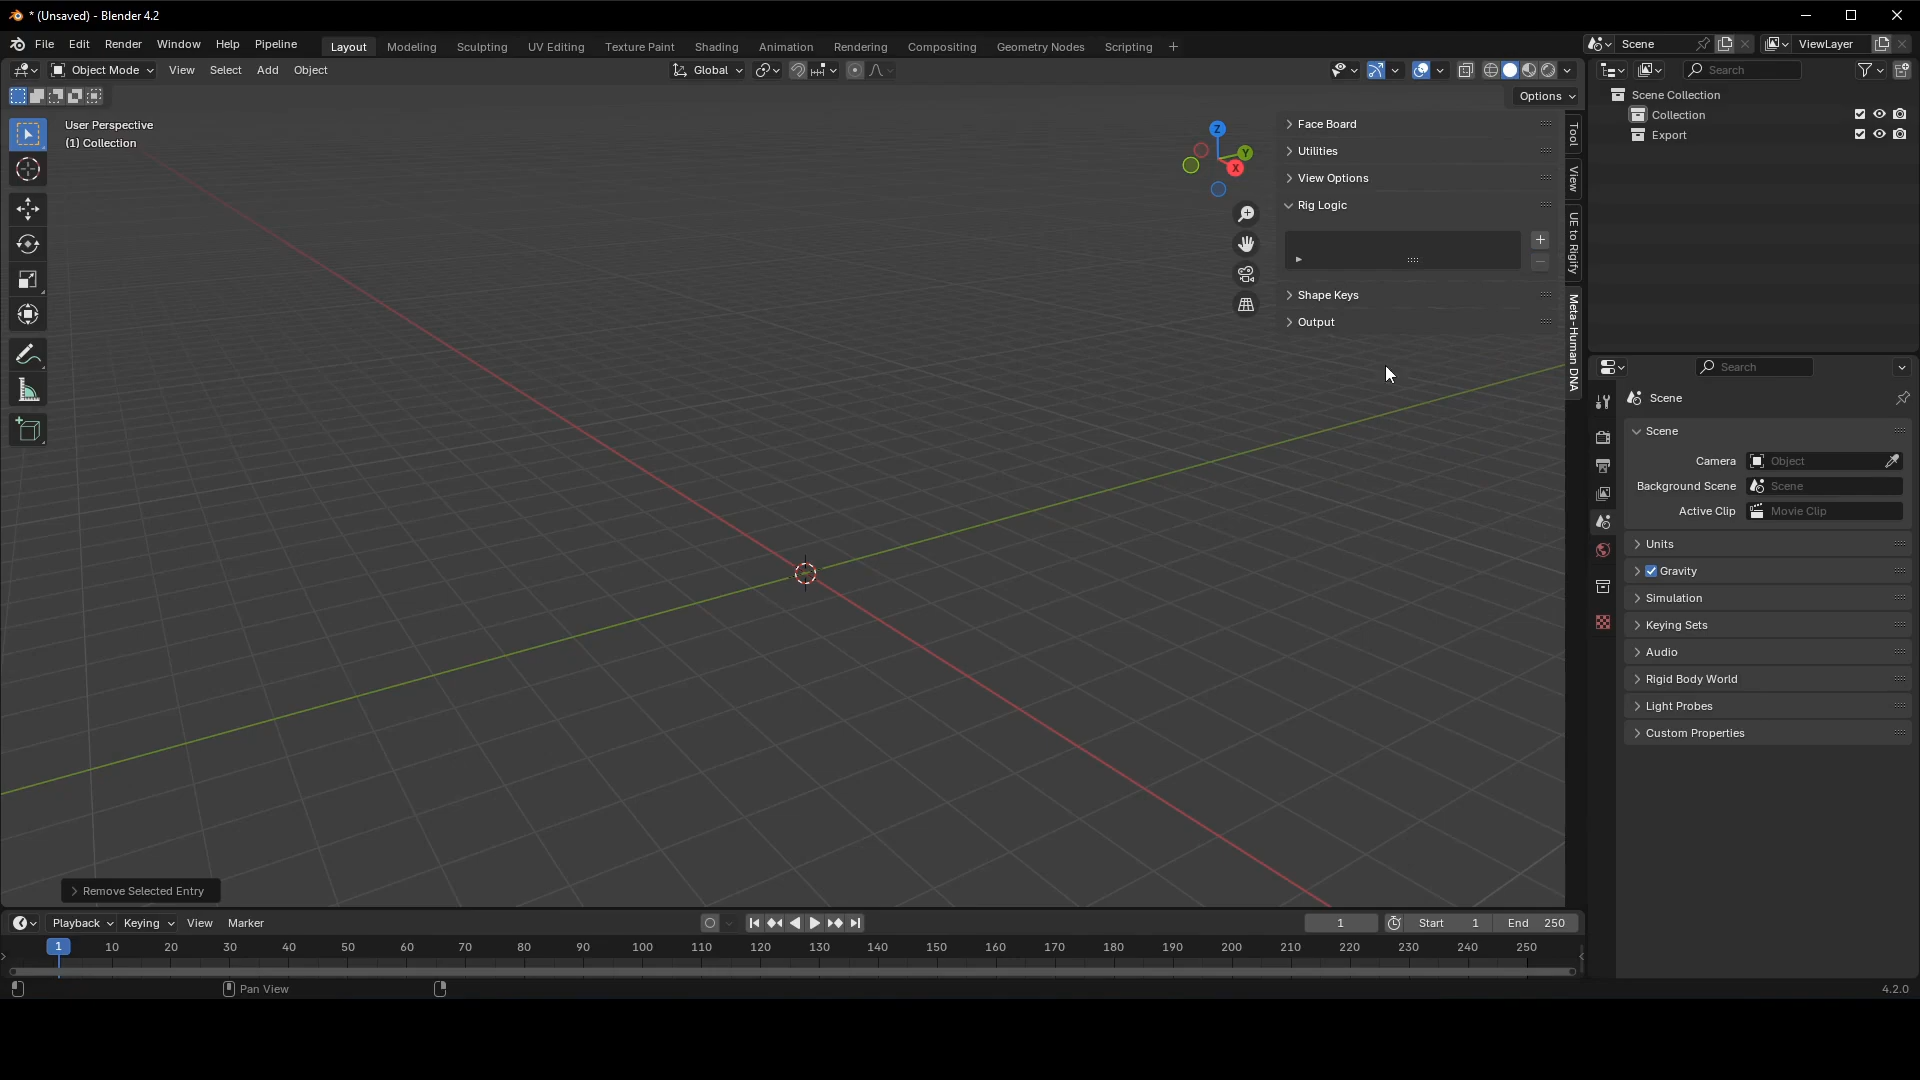 * (Unsaved) - Blender 4.2
File Edit Render Window Help Pipeline Layout Modeling Sculpting UV Editing Texture Paint Shading Animation Rendering Compositing Geometry Nodes Scripting + Scene ViewLayer
Object Mode View Select Add Object Global Search
Options
User Perspective
(1) Collection
Z
Y
X
Face Board
Utilities
View Options
Rig Logic
Shape Keys
Output
Tool
View
UE to Rigify
Meta-Human DNA
Scene Collection
Collection
Export
Search
Scene
Scene
Camera Object
Background Scene Scene
Active Clip Movie Clip
Units
Gravity
Simulation
Keying Sets
Audio
Rigid Body World
Light Probes
Custom Properties
Remove Selected Entry
Playback Keying View Marker 1 Start 1 End 250
1 10 20 30 40 50 60 70 80 90 100 110 120 130 140 150 160 170 180 190 200 210 220 230 240 250
Pan View 4.2.0